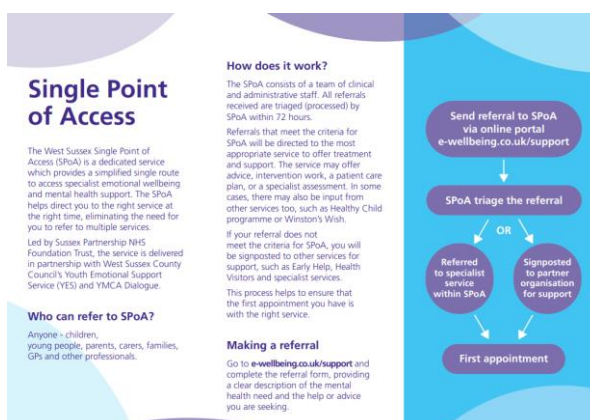 Single Point
of Access
The West Sussex Single Point of
Access (SPoA) is a dedicated service
which provides a simplified single route
to access specialist emotional wellbeing
and mental health support. The SPoA
helps direct you to the right service at
the right time, eliminating the need for
you to refer to multiple services.
Led by Sussex Partnership NHS
Foundation Trust, the service is delivered
in partnership with West Sussex County
Council's Youth Emotional Support
Service (YES) and YMCA Dialogue.
Who can refer to SPoA?
Anyone - children,
young people, parents, carers, families,
GPs and other professionals.
How does it work?
The SPoA consists of a team of clinical
and administrative staff. All referrals
received are triaged (processed) by
SPoA within 72 hours.
Referrals that meet the criteria for
SPoA will be directed to the most
appropriate service to offer treatment
and support. The service may offer
advice, intervention work, a patient care
plan, or a specialist assessment. In some
cases, there may also be input from
other services too, such as Healthy Child
programme or Winston's Wish.
If your referral does not
meet the criteria for SPoA, you will
be signposted to other services for
support, such as Early Help, Health
Visitors and specialist services.
This process helps to ensure that
the first appointment you have is
with the right service.
Making a referral
Go to e-wellbeing.co.uk/support and
complete the referral form, providing
a clear description of the mental
health need and the help or advice
you are seeking.
Send referral to SPoA
via online portal
e-wellbeing.co.uk/support
SPoA triage the referral
OR
Referred
to specialist
service
within SPoA
Signposted
to partner
organisation
for support
First appointment